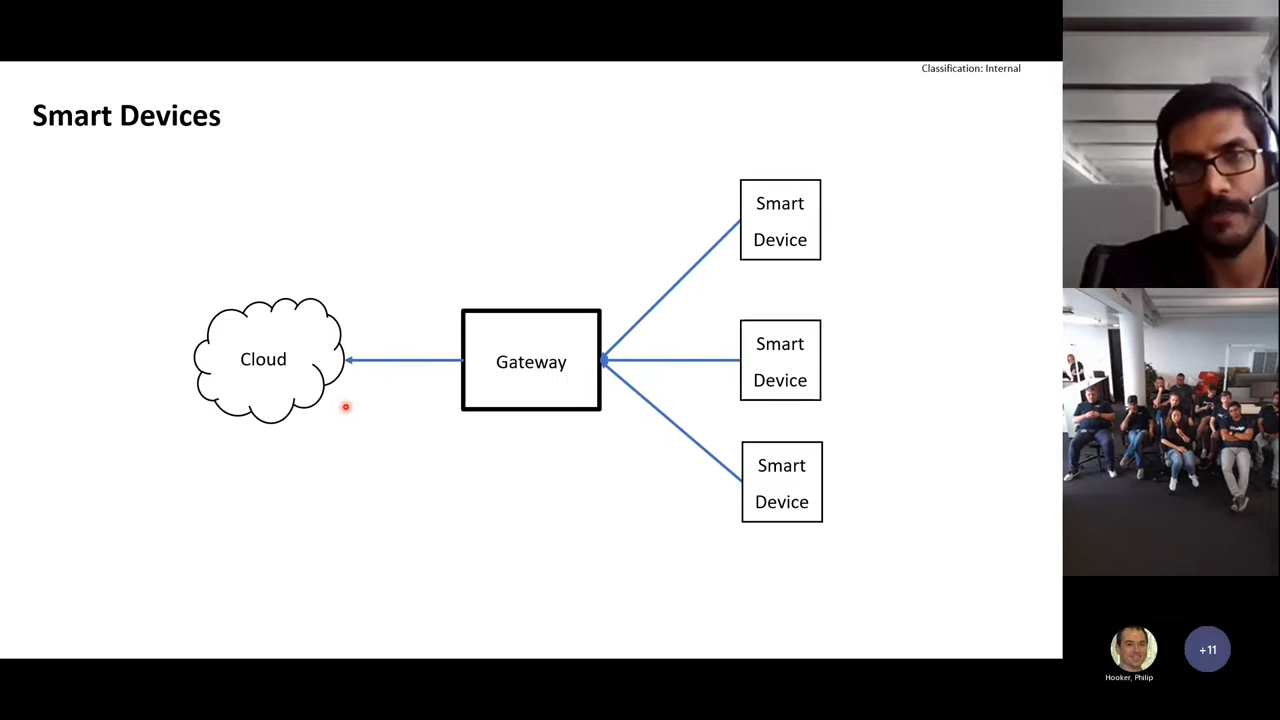 Classification: Internal
Smart Devices
Smart
Device
Cloud
Gateway
Smart
Device
Smart
Device
Hooker, Philip
+11